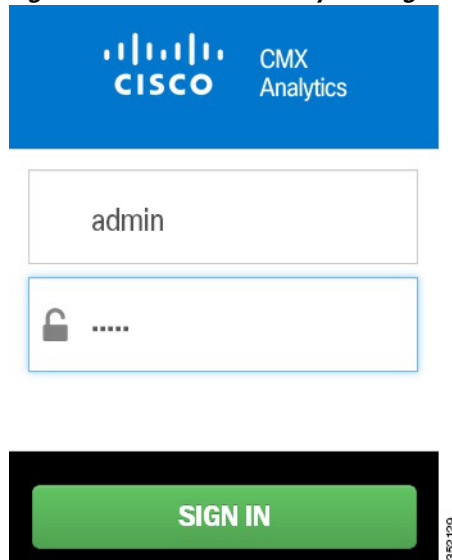 CISCO
CMX
Analytics
admin
•••••
SIGN IN
352129